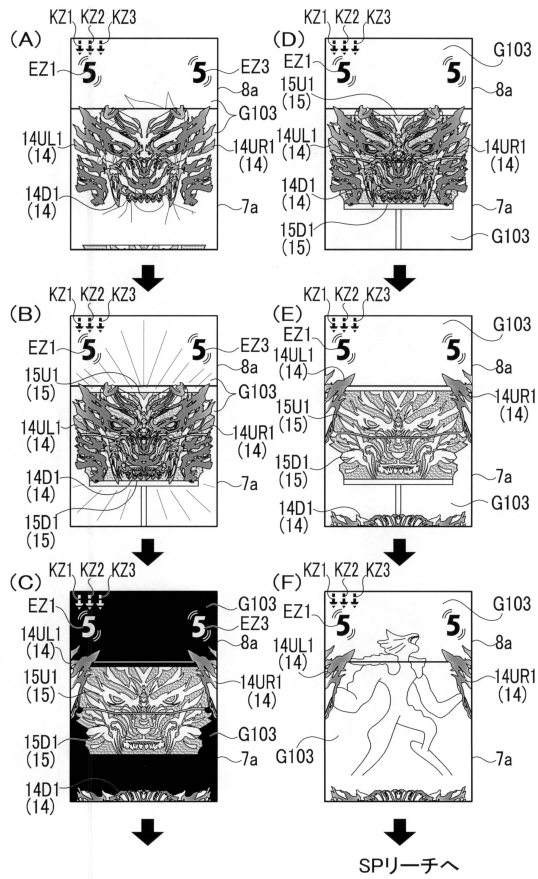 KZ1 KZ2 KZ3
(A)
EZ1
5
5
EZ3
8a
G103
14UL1
(14)
14UR1
(14)
14D1
(14)
7a
KZ1 KZ2 KZ3
(B)
EZ1
5
5
EZ3
8a
15U1
(15)
G103
14UL1
(14)
14UR1
(14)
14D1
(14)
7a
15D1
(15)
KZ1 KZ2 KZ3
(C)
G103
EZ1
5
5
EZ3
8a
14UL1
(14)
15U1
(15)
14UR1
(14)
15D1
(15)
G103
7a
14D1
(14)
KZ1 KZ2 KZ3
(D)
G103
EZ1
5
5
8a
15U1
(15)
14UL1
(14)
14UR1
(14)
14D1
(14)
7a
15D1
(15)
G103
KZ1 KZ2 KZ3
(E)
G103
EZ1
5
5
14UL1
(14)
8a
15U1
(15)
14UR1
(14)
15D1
(15)
7a
14D1
(14)
G103
KZ1 KZ2 KZ3
(F)
G103
EZ1
5
5
8a
14UL1
(14)
14UR1
(14)
G103
7a
SPリーチへ